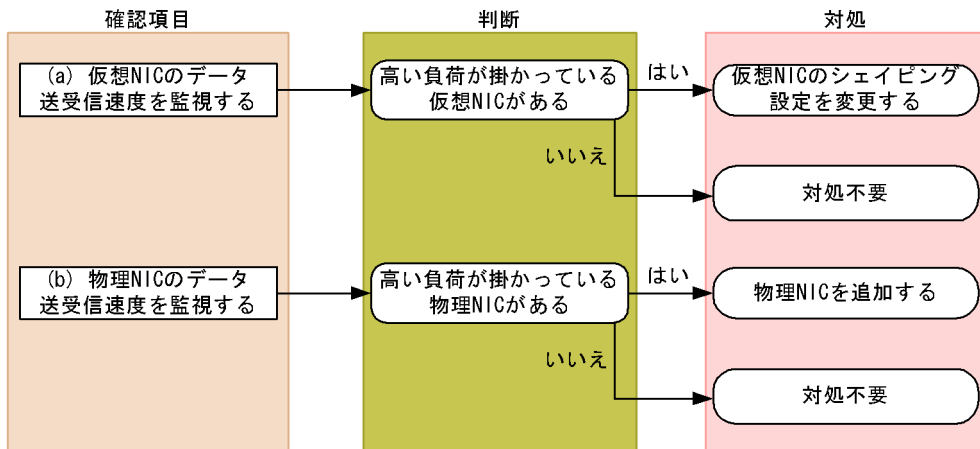 確認項目
判断
対処
(a) 仮想NICのデータ
送受信速度を監視する
高い負荷が掛かっている
仮想NICがある
はい
仮想NICのシェイピング
設定を変更する
いいえ
対処不要
(b) 物理NICのデータ
送受信速度を監視する
高い負荷が掛かっている
物理NICがある
はい
物理NICを追加する
いいえ
対処不要